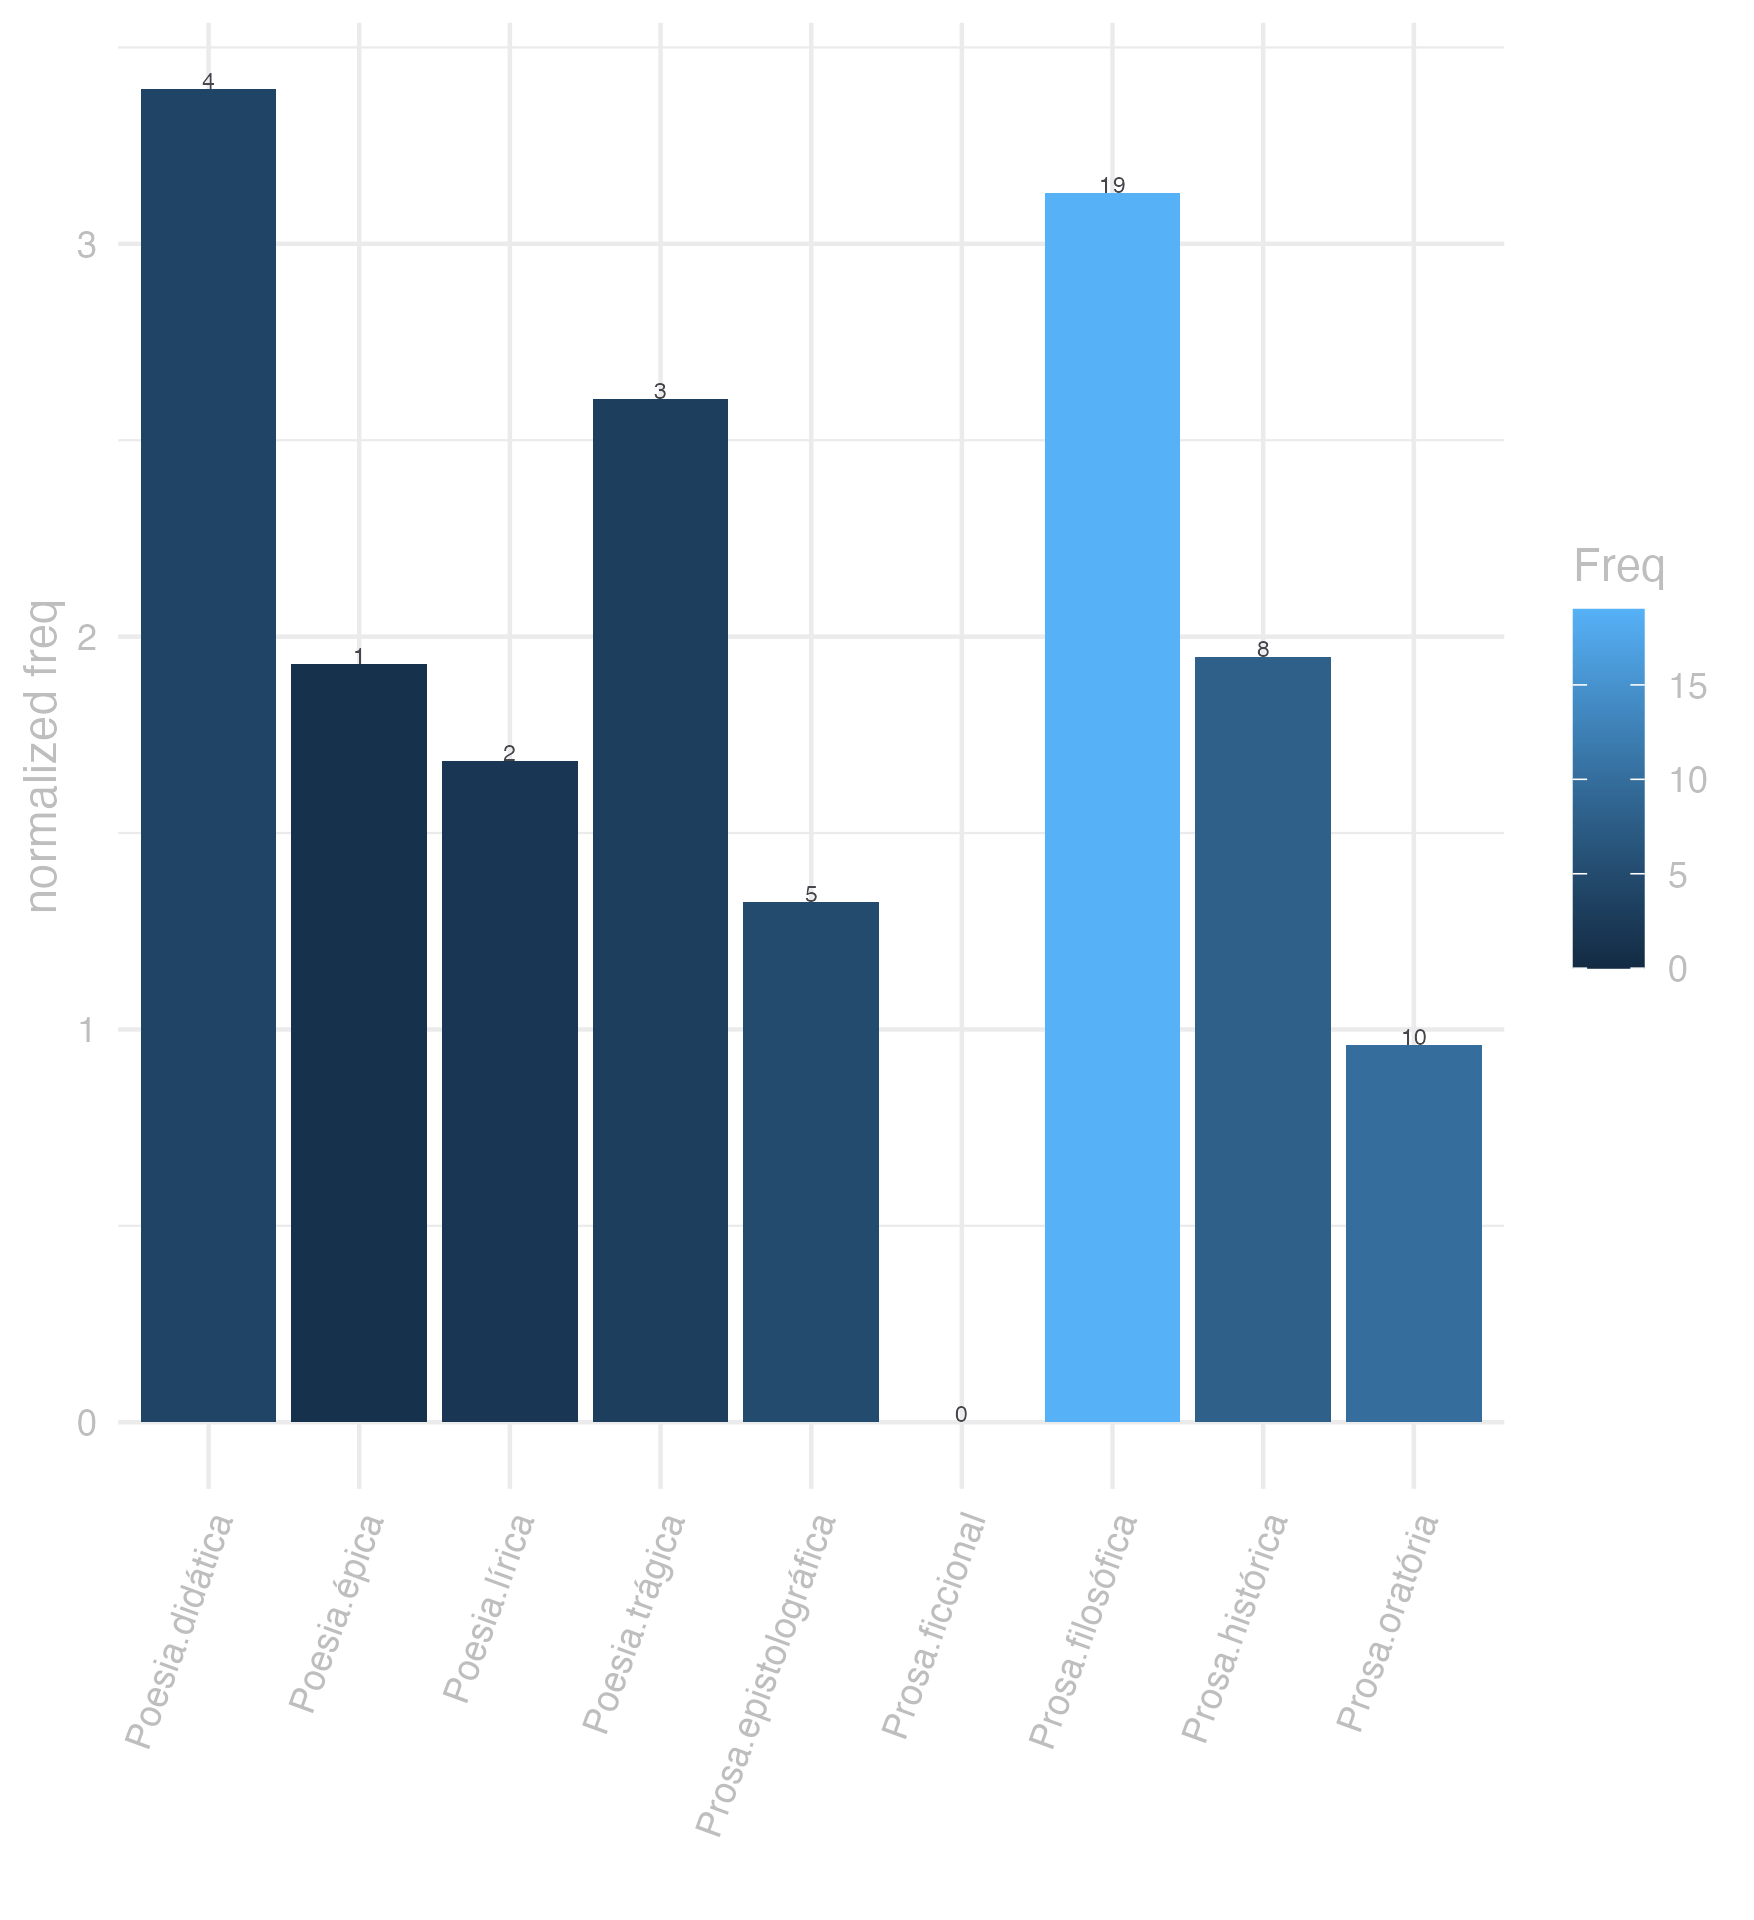 4
19
3
3
Freq
2
1
8
15
2
10
5
5
10
1
0
0
0
normalized freq
Poesia.didática
Poesia.épica
Poesia.lírica
Poesia.trágica
Prosa.epistolográfica
Prosa.ficcional
Prosa.filosófica
Prosa.histórica
Prosa.oratória